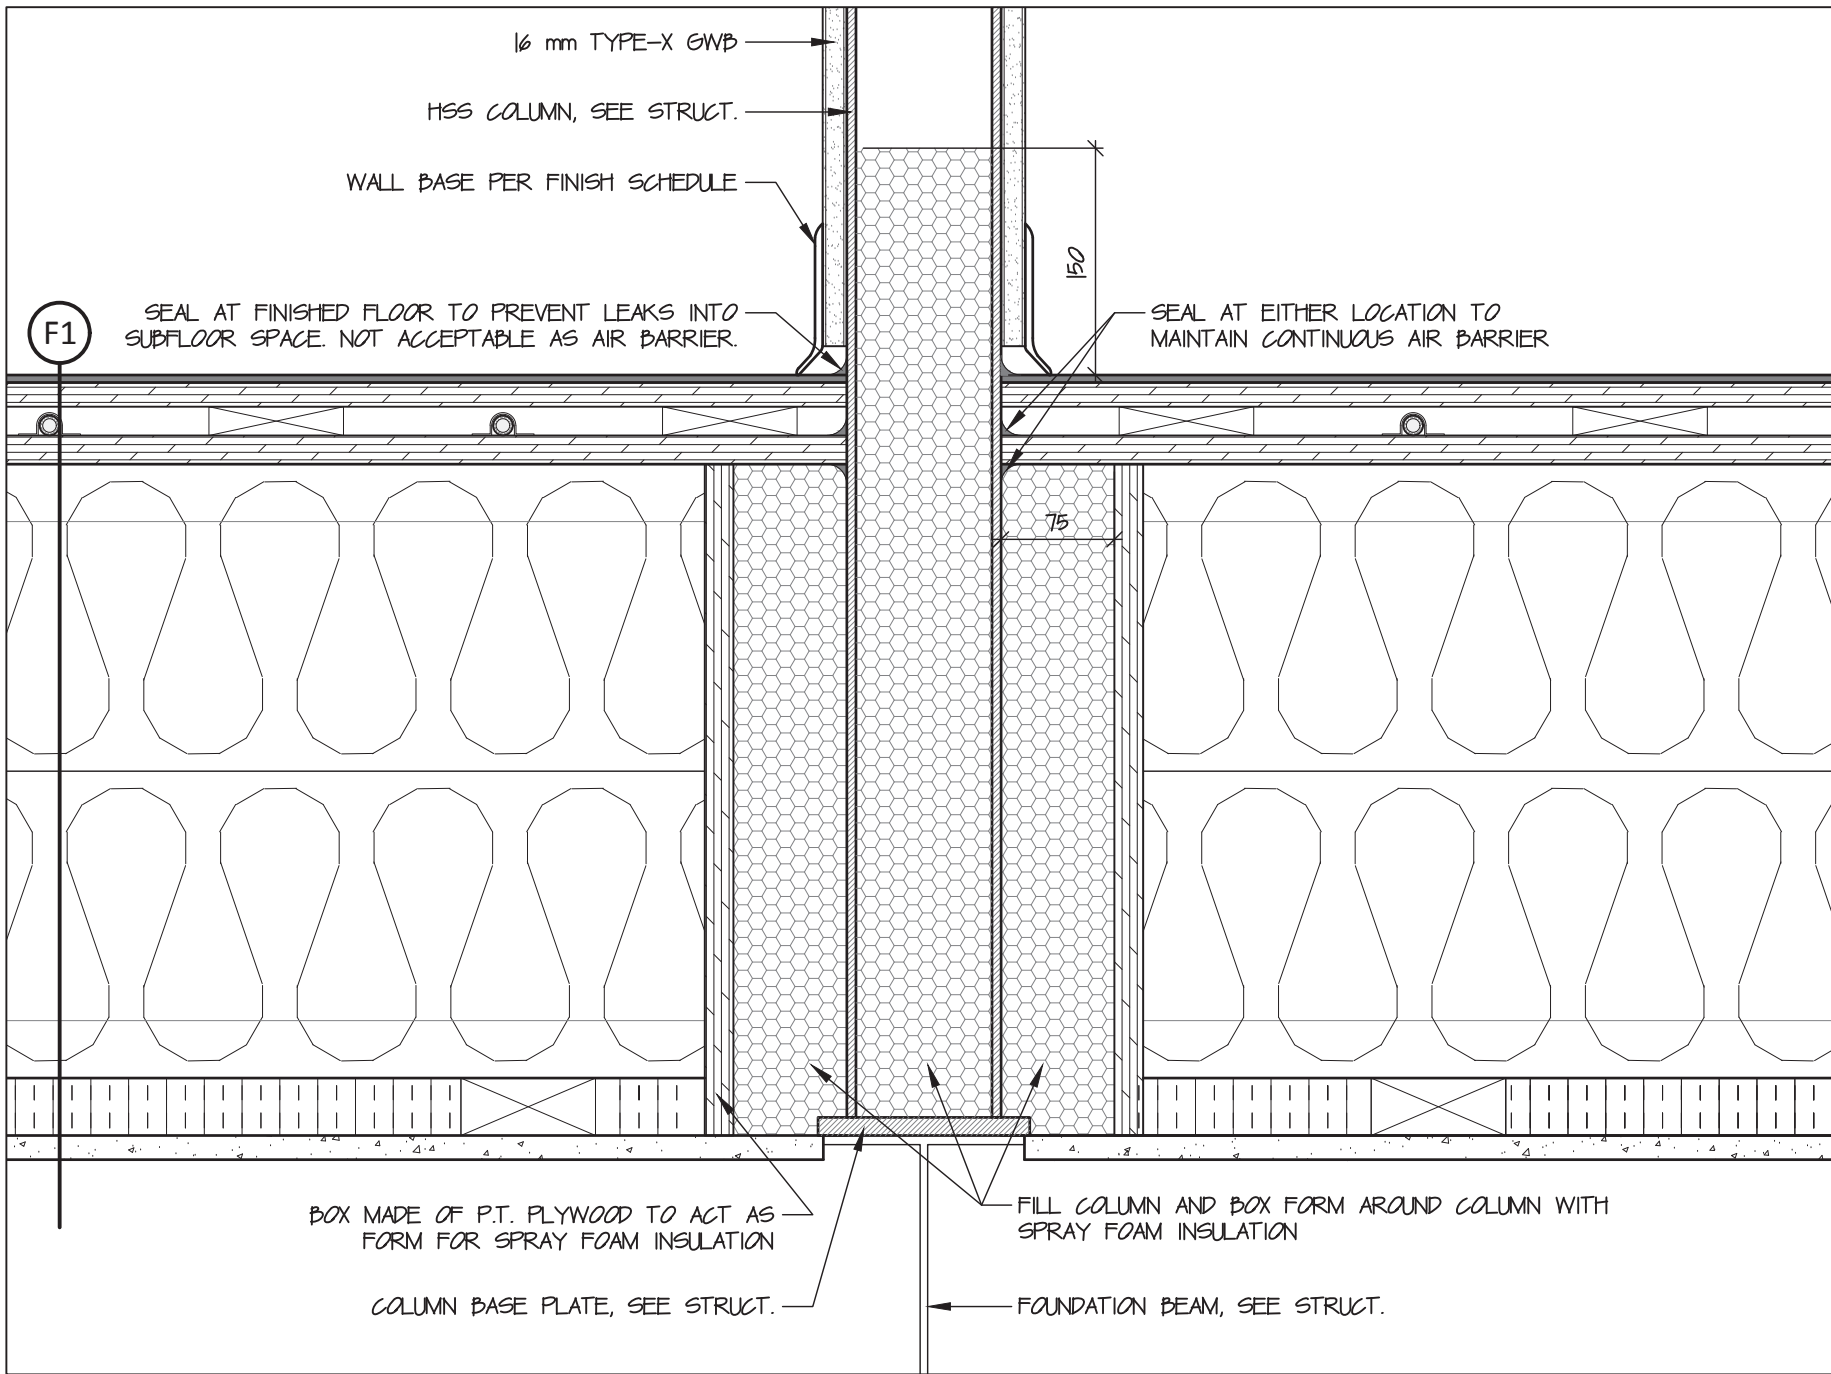 16 mm TYPE-X GWB
HSS COLUMN, SEE STRUCT.
WALL BASE PER FINISH SCHEDULE
150
SEAL AT FINISHED FLOOR TO PREVENT LEAKS INTO
SUBFLOOR SPACE. NOT ACCEPTABLE AS AIR BARRIER.
SEAL AT EITHER LOCATION TO
MAINTAIN CONTINUOUS AIR BARRIER
F1
75
BOX MADE OF P.T. PLYWOOD TO ACT AS
FORM FOR SPRAY FOAM INSULATION
FILL COLUMN AND BOX FORM AROUND COLUMN WITH
SPRAY FOAM INSULATION
COLUMN BASE PLATE, SEE STRUCT.
FOUNDATION BEAM, SEE STRUCT.